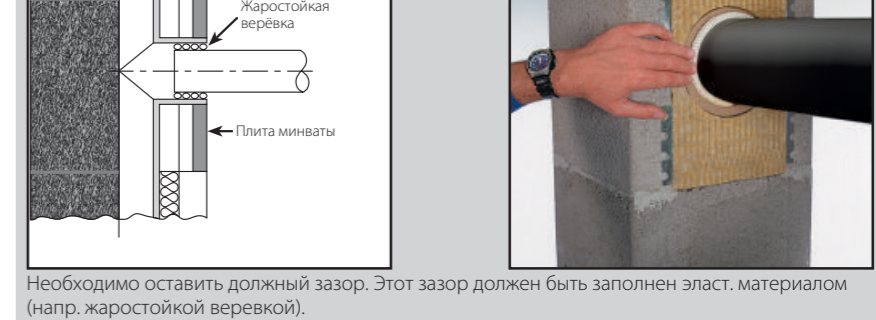 Жаростойкая
верёвка
Плита минваты
Необходимо оставить должный зазор. Этот зазор должен быть заполнен эласт. материалом
(напр. жаростойкой веревкой).